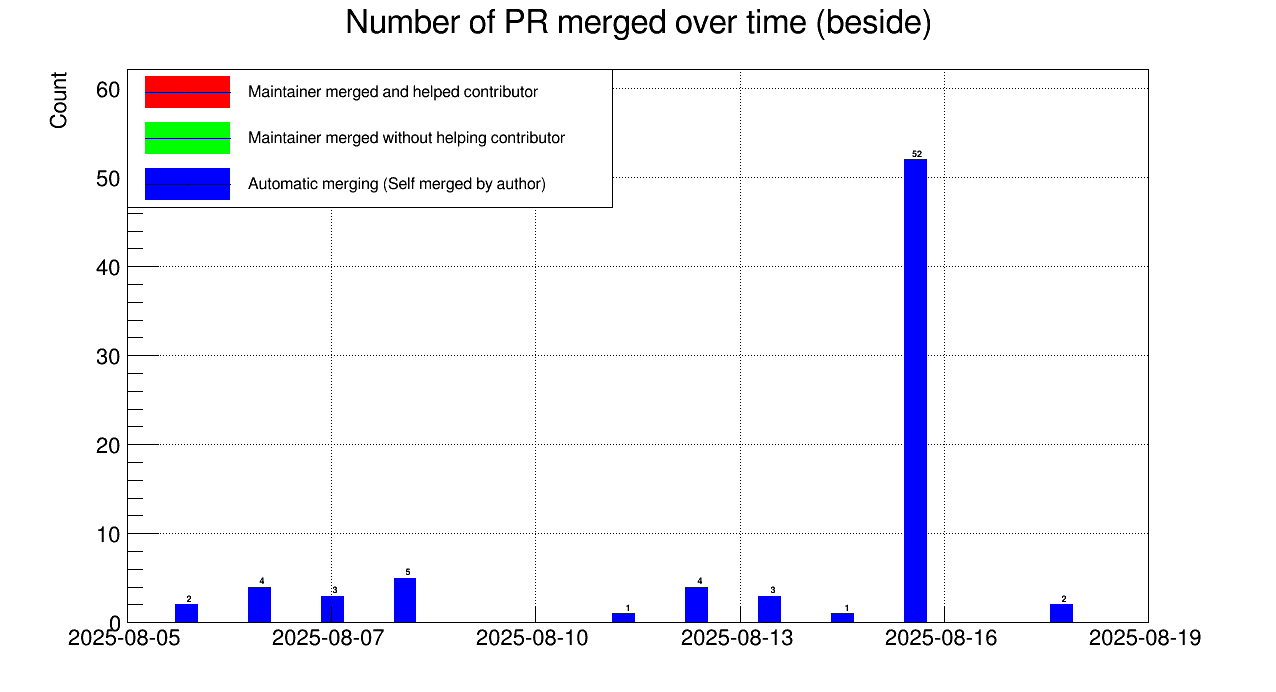 Number of PR merged over time (beside)
Count
60
50
40
30
20
10
0
Maintainer merged and helped contributor
Maintainer merged without helping contributor
Automatic merging (Self merged by author)
2
4
3
5
1
4
3
1
52
2
2025-08-05 2025-08-07 2025-08-10 2025-08-13 2025-08-16 2025-08-19